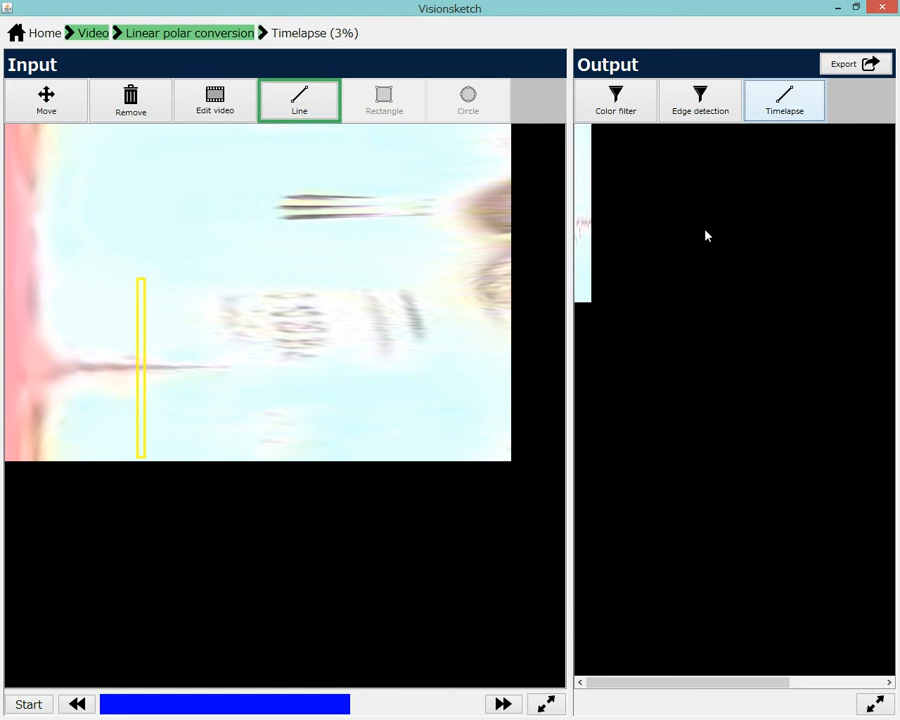 Visionsketch
Home Video Linear polar conversion Timelapse (3%)
Input
Output
Export
Move
Remove
Edit video
Line
Rectangle
Circle
Color filter
Edge detection
Timelapse
Start